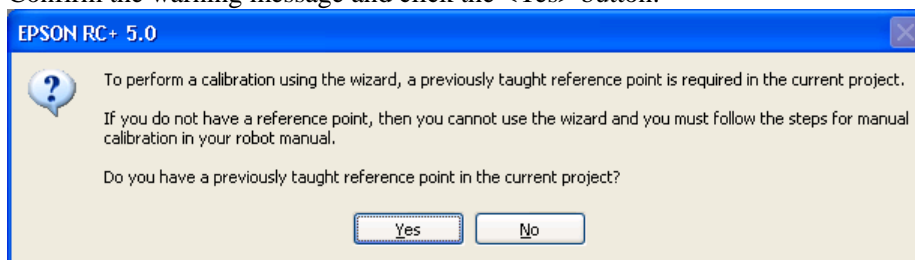 Confirm the warning message and click the <Yes> button.
EPSON RC+ 5.0
To perform a calibration using the wizard, a previously taught reference point is required in the current project.
If you do not have a reference point, then you cannot use the wizard and you must follow the steps for manual
calibration in your robot manual.
Do you have a previously taught reference point in the current project?
Yes
No